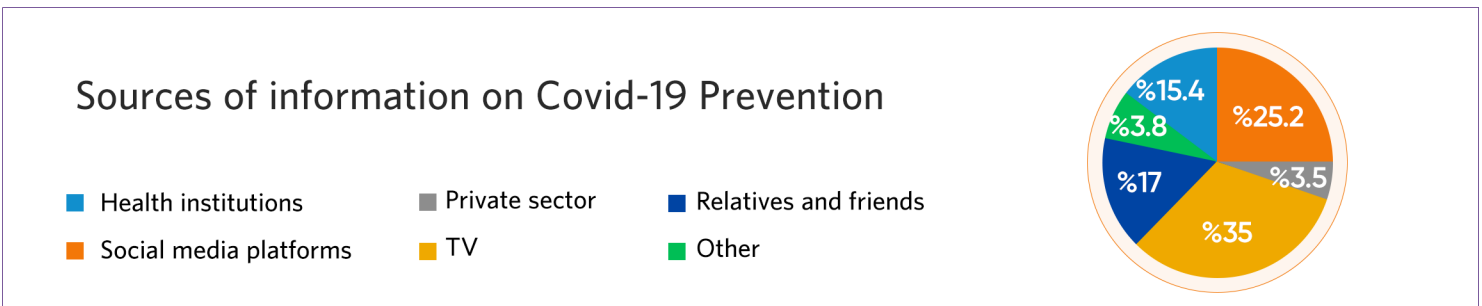 Sources of information on Covid-19 Prevention
Health institutions
Private sector
Relatives and friends
Social media platforms
TV
Other
%15.4
%25.2
%3.8
%3.5
%17
%35